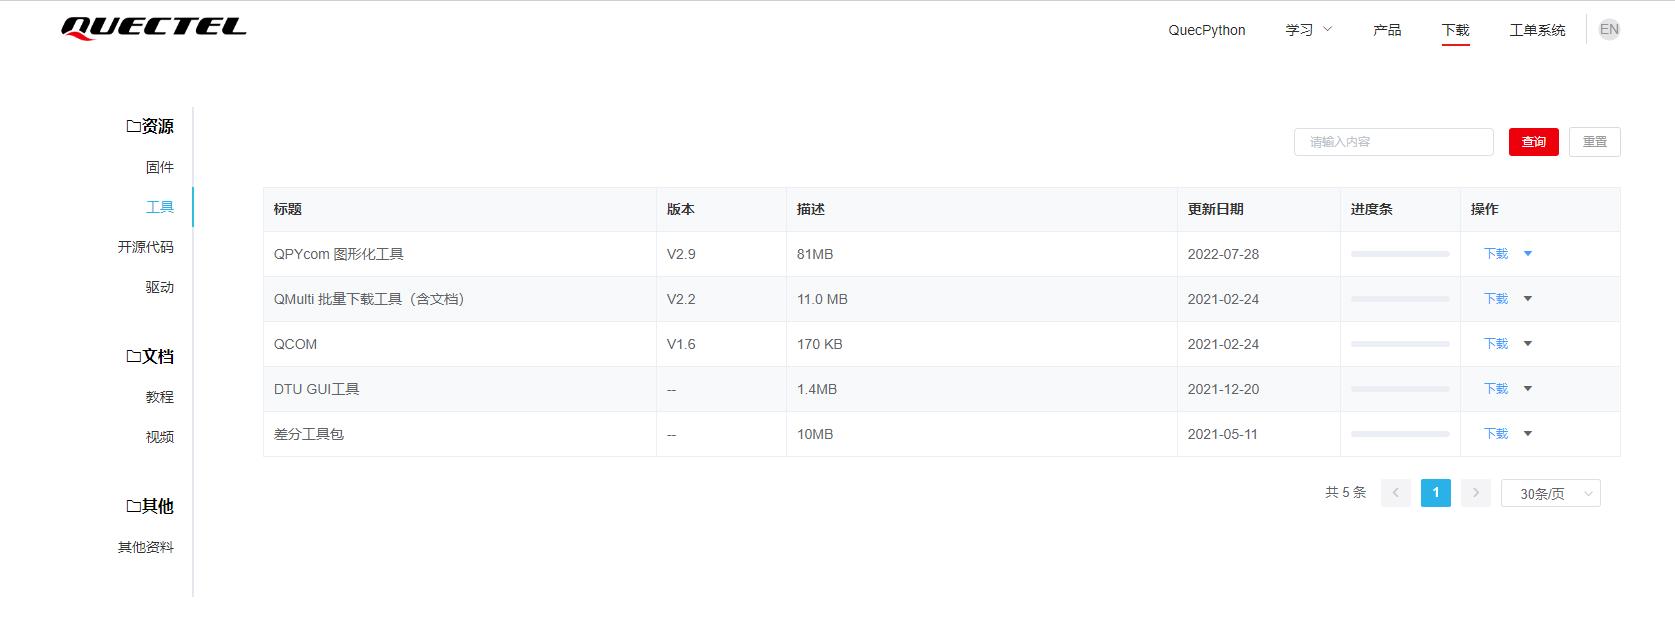 QUECTEL
QuecPython 学习 产品 下载 工单系统 EN
资源
固件
工具
开源代码
驱动
文档
教程
视频
其他
其他资料
请输入内容 查询 重置
标题 版本 描述 更新日期 进度条 操作
QPYcom 图形化工具 V2.9 81MB 2022-07-28 下载
QMulti 批量下载工具（含文档） V2.2 11.0 MB 2021-02-24 下载
QCOM V1.6 170 KB 2021-02-24 下载
DTU GUI工具 -- 1.4MB 2021-12-20 下载
差分工具包 -- 10MB 2021-05-11 下载
共 5 条 1 30条/页